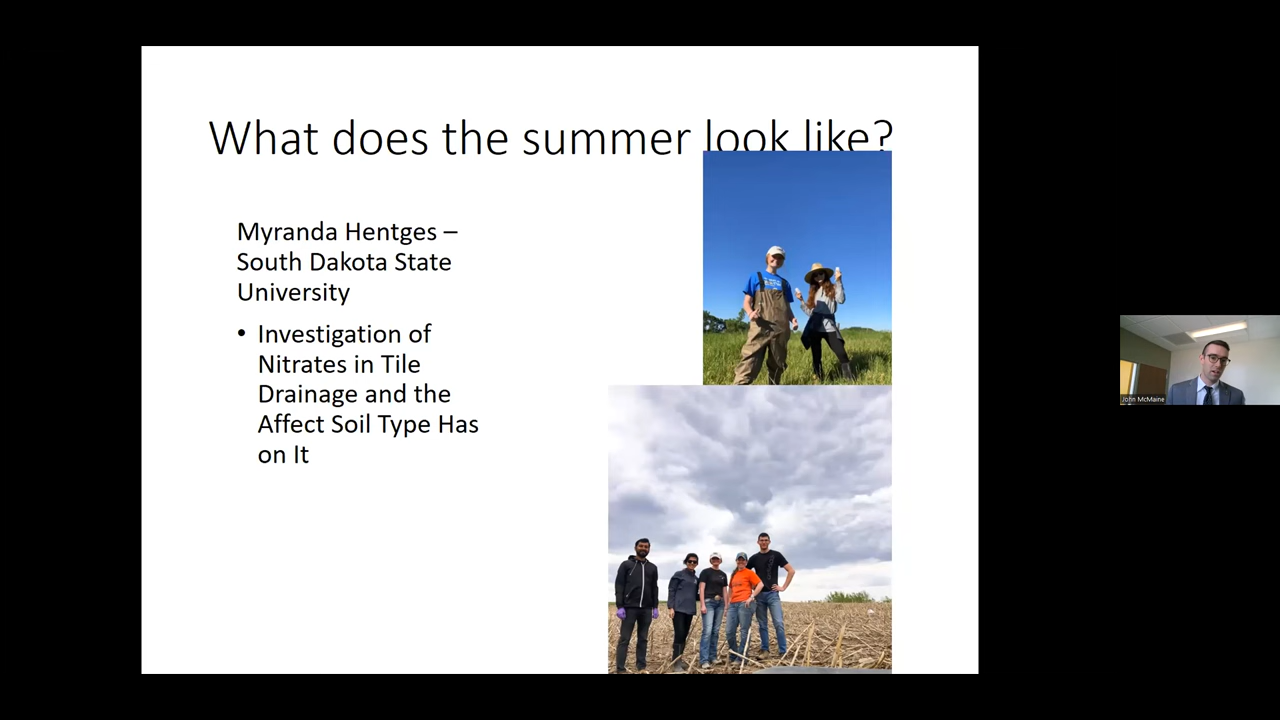 What does the summer look like?
Myranda Hentges –
South Dakota State
University
• Investigation of
Nitrates in Tile
Drainage and the
Affect Soil Type Has
on It
John McMaine